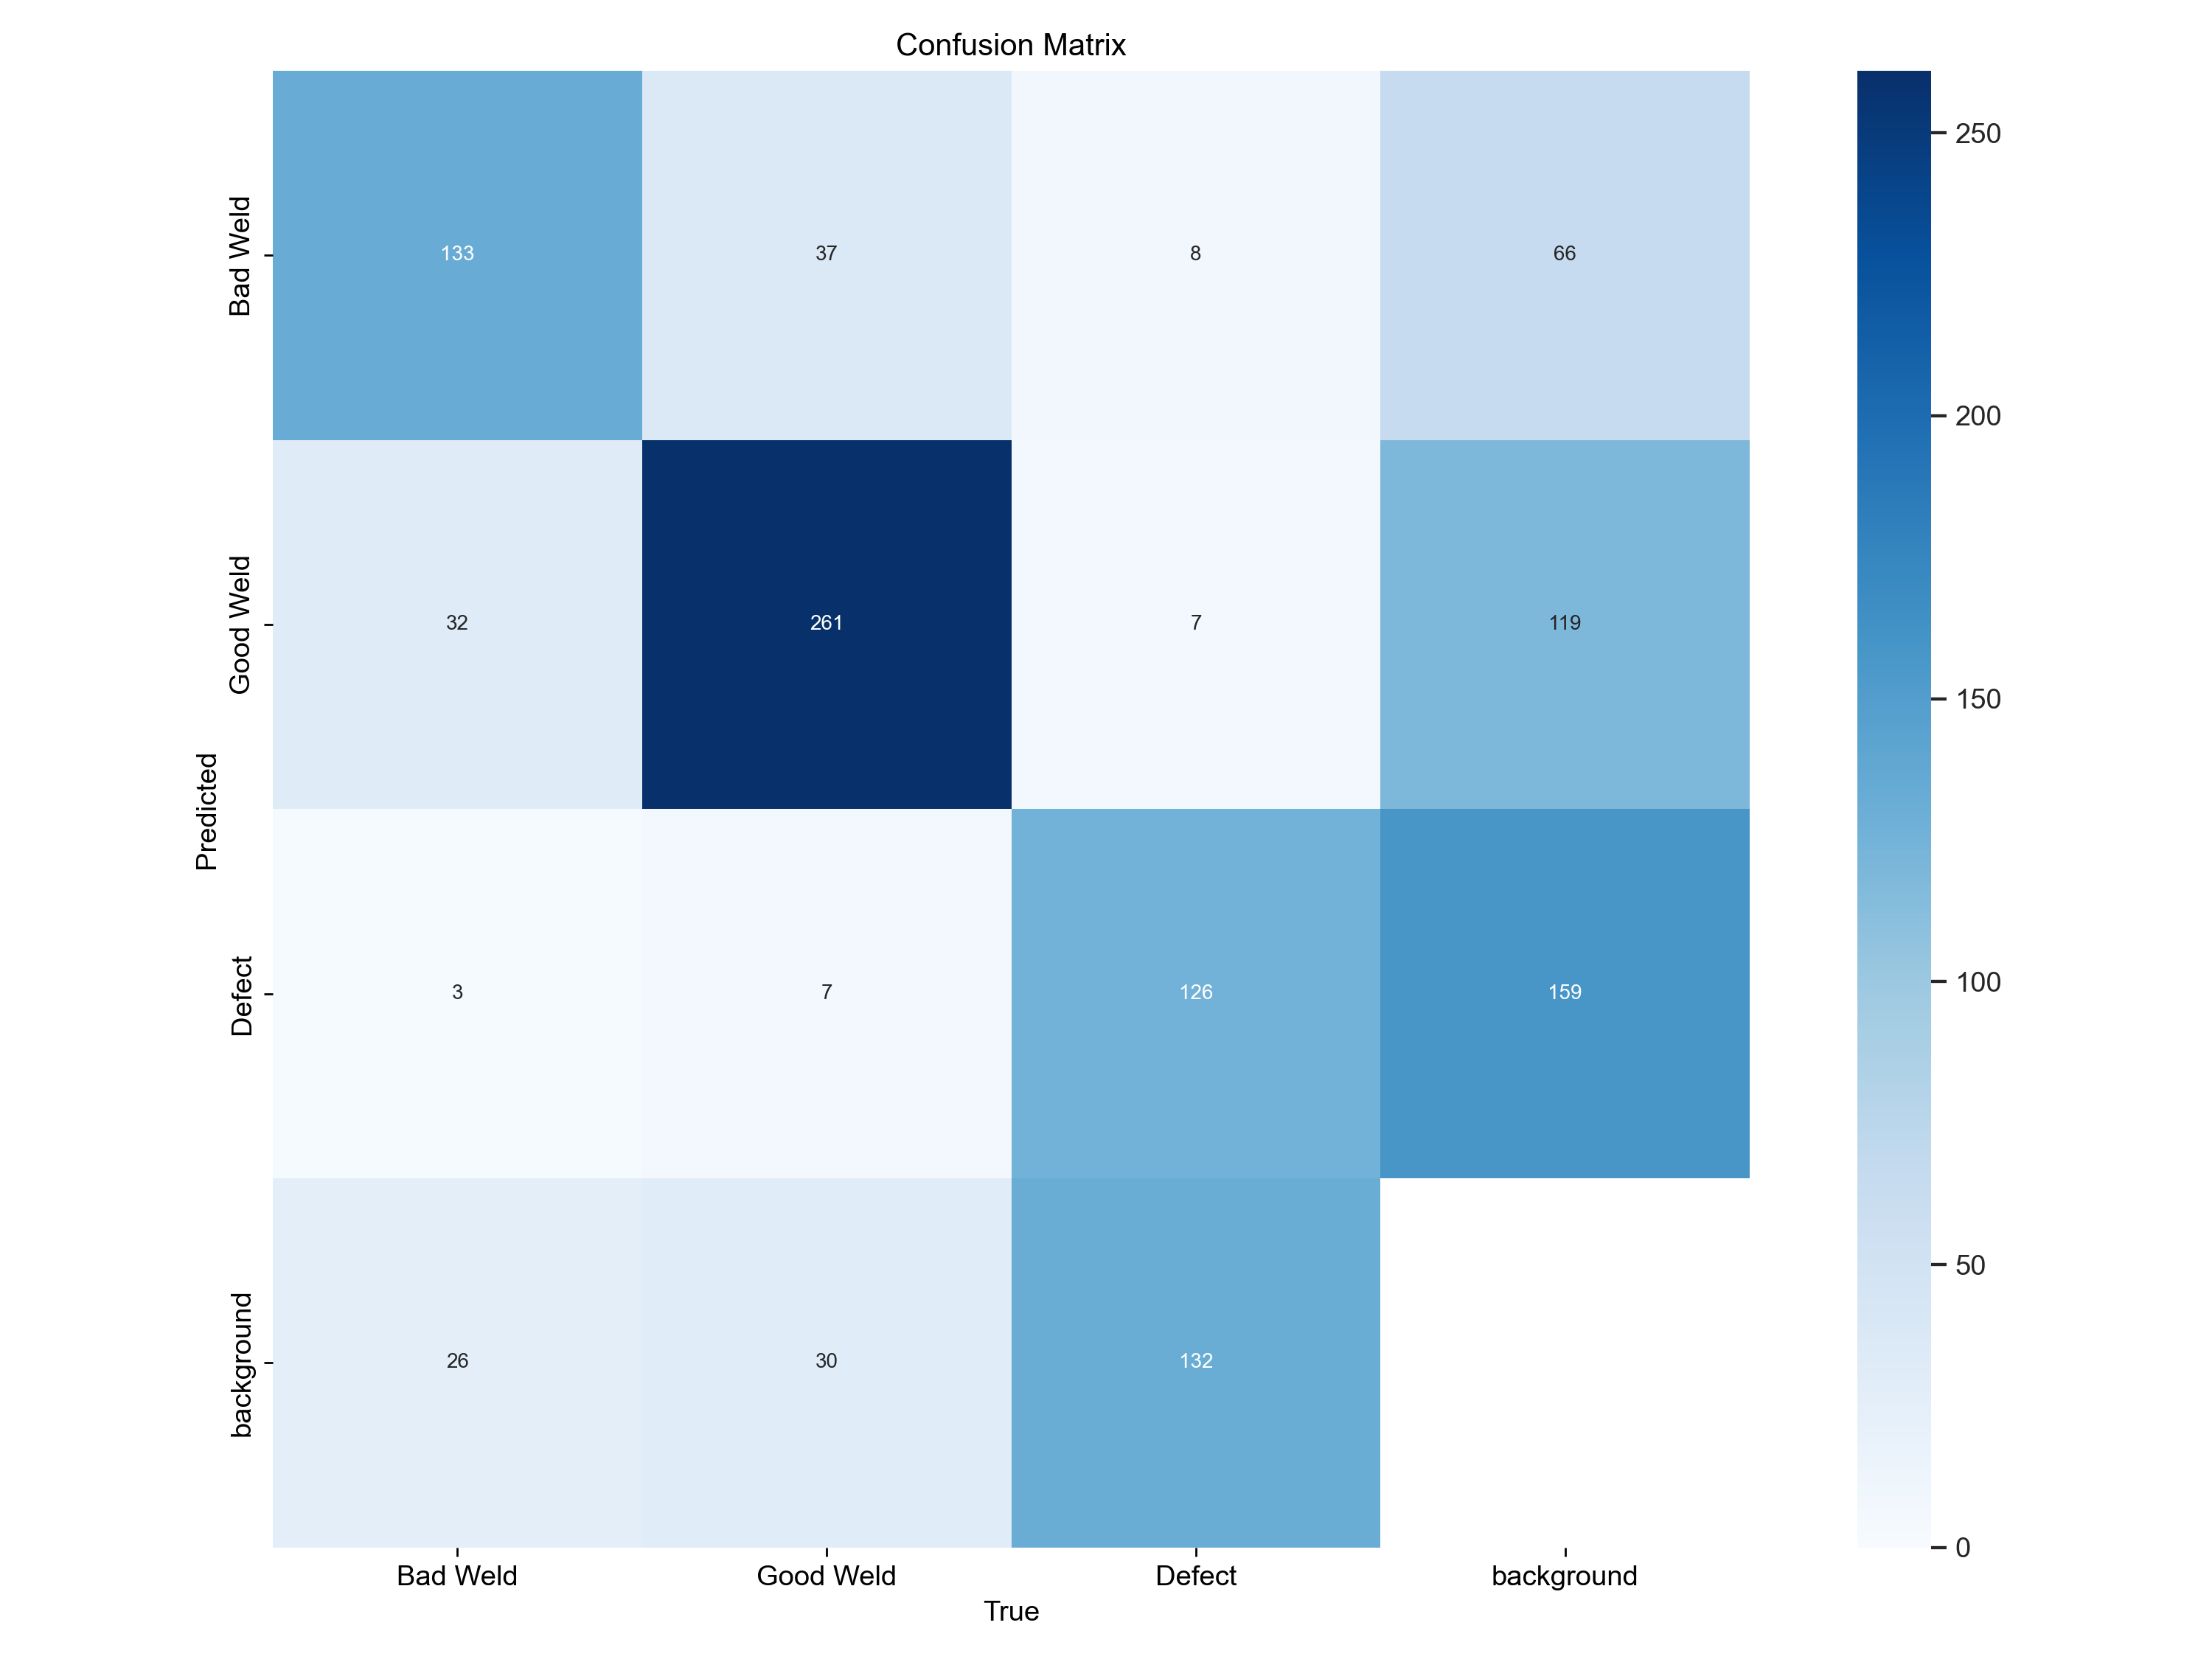 Confusion Matrix
Predicted
Bad Weld
133 37 8 66
Good Weld
32 261 7 119
Defect
3 7 126 159
background
26 30 132
Bad Weld Good Weld Defect background
True
250
200
150
100
50
0